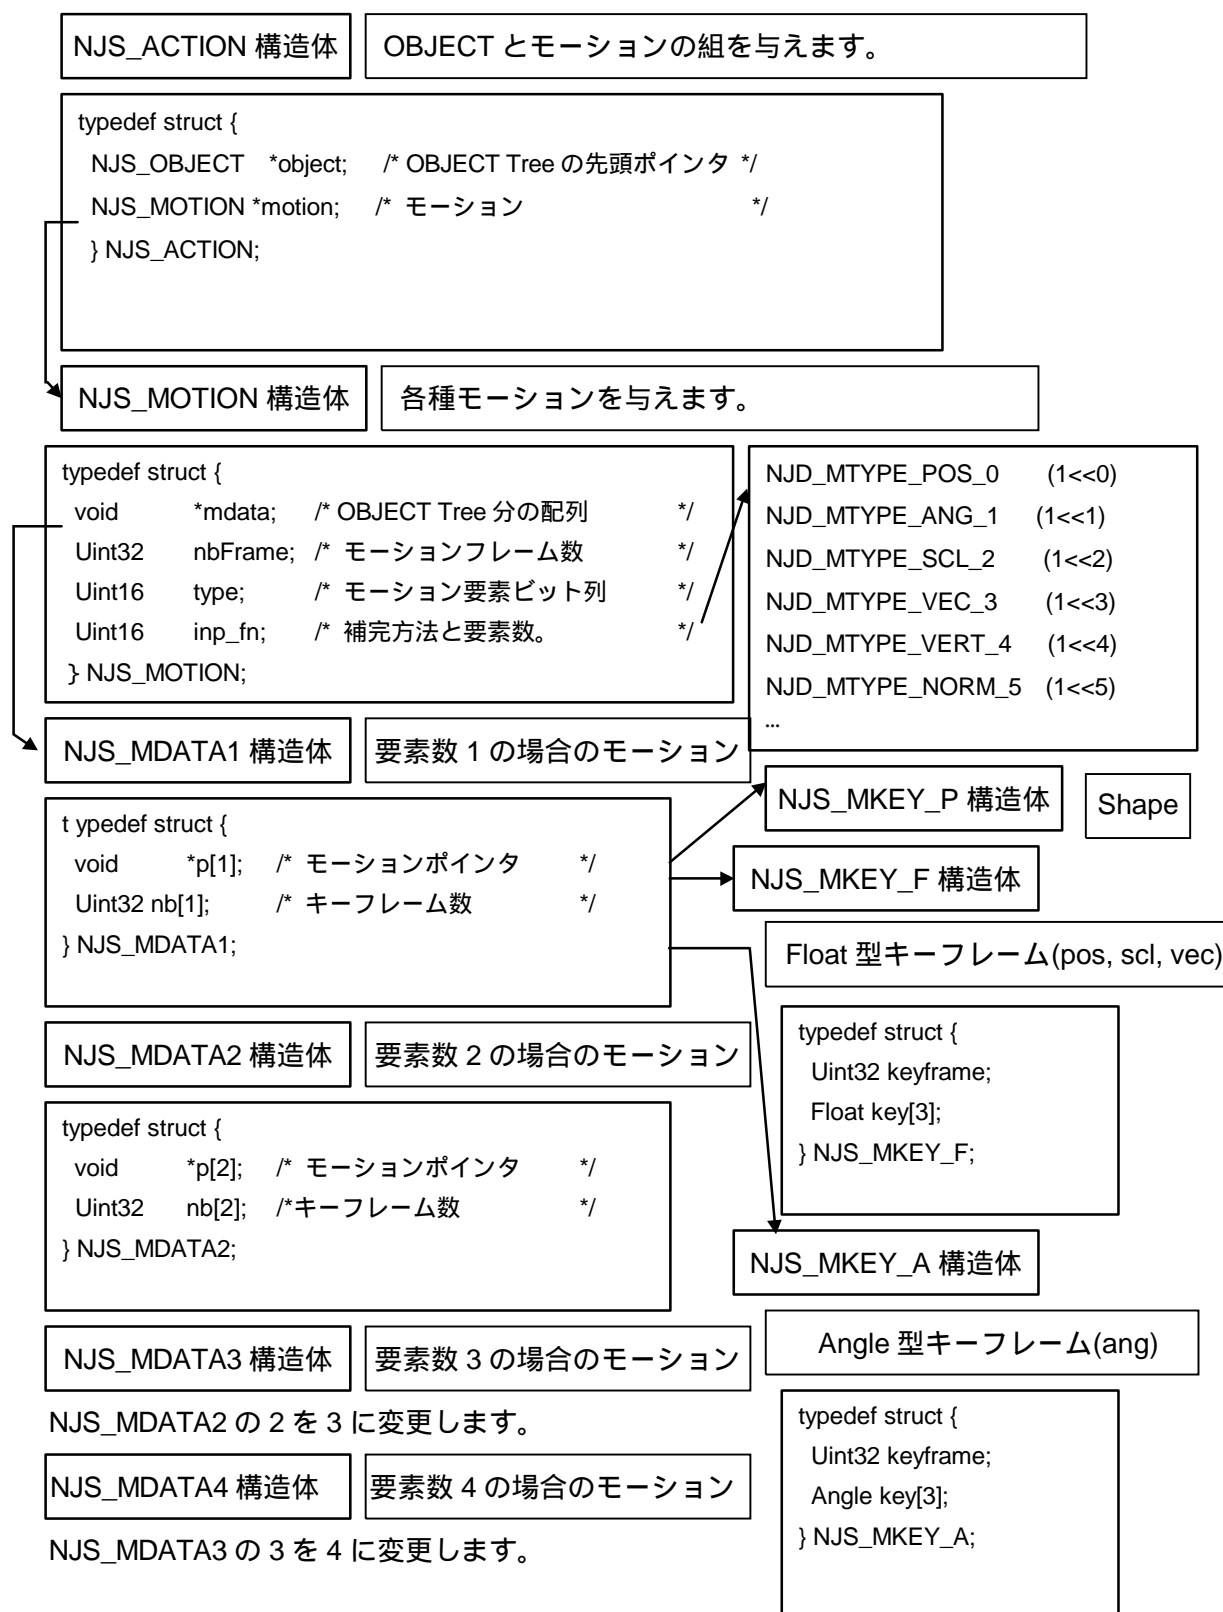 NJS_ACTION 構造体
OBJECT とモーションの組を与えます。
typedef struct {
NJS_OBJECT *object; /* OBJECT Tree の先頭ポインタ */
NJS_MOTION *motion; /* モーション */
} NJS_ACTION;
NJS_MOTION 構造体
各種モーションを与えます。
typedef struct {
void *mdata; /* OBJECT Tree 分の配列 */
Uint32 nbFrame; /* モーションフレーム数 */
Uint16 type; /* モーション要素ビット列 */
Uint16 inp_fn; /* 補完方法と要素数。 */
} NJS_MOTION;
NJD_MTYPE_POS_0 (1<<0)
NJD_MTYPE_ANG_1 (1<<1)
NJD_MTYPE_SCL_2 (1<<2)
NJD_MTYPE_VEC_3 (1<<3)
NJD_MTYPE_VERT_4 (1<<4)
NJD_MTYPE_NORM_5 (1<<5)
...
NJS_MDATA1 構造体
要素数 1 の場合のモーション
t ypedef struct {
void *p[1]; /* モーションポインタ */
Uint32 nb[1]; /* キーフレーム数 */
} NJS_MDATA1;
NJS_MKEY_P 構造体
Shape
NJS_MKEY_F 構造体
Float 型キーフレーム(pos, scl, vec)
typedef struct {
Uint32 keyframe;
Float key[3];
} NJS_MKEY_F;
NJS_MDATA2 構造体
要素数 2 の場合のモーション
typedef struct {
void *p[2]; /* モーションポインタ */
Uint32 nb[2]; /*キーフレーム数 */
} NJS_MDATA2;
NJS_MKEY_A 構造体
Angle 型キーフレーム(ang)
typedef struct {
Uint32 keyframe;
Angle key[3];
} NJS_MKEY_A;
NJS_MDATA3 構造体
要素数 3 の場合のモーション
NJS_MDATA2 の 2 を 3 に変更します。
NJS_MDATA4 構造体
要素数 4 の場合のモーション
NJS_MDATA3 の 3 を 4 に変更します。